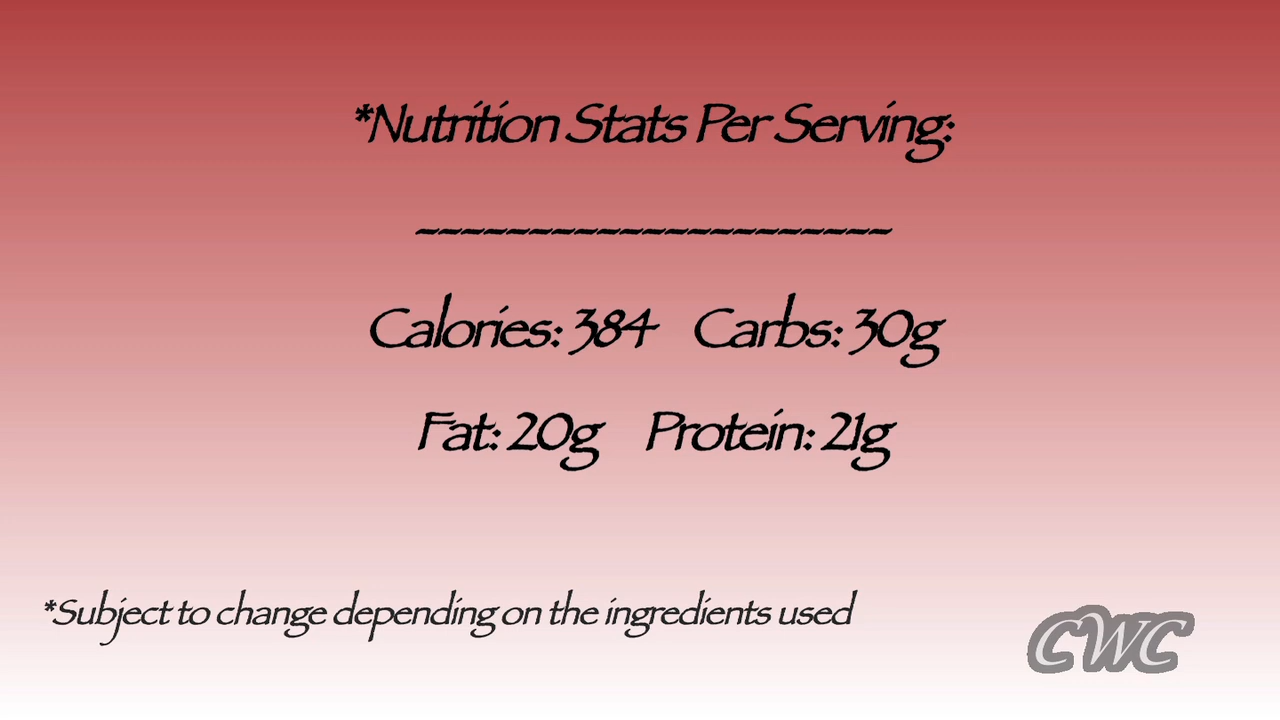 *Nutrition Stats Per Serving:
~~~~~~~~~~~~~~~~~~~~~
Calories: 384 Carbs: 30g
Fat: 20g Protein: 21g
*Subject to change depending on the ingredients used
CWC